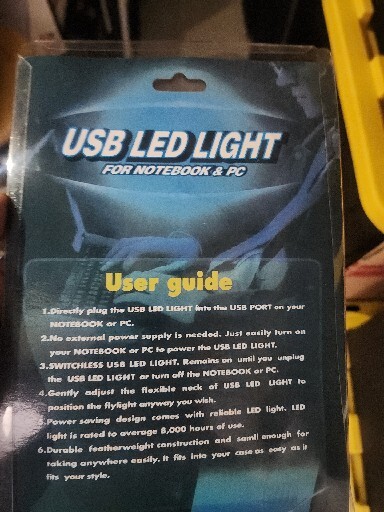 USB LED LIGHT
FOR NOTEBOOK & PC
User guide
1.Directly plug the USB LED LIGHT into the USB PORT on your
NOTEBOOK or PC.
2.No external power supply is needed. Just easily turn on
your NOTEBOOK or PC to power the USB LED LIGHT.
3.SWITCHLESS USB LED LIGHT. Remains on until you unplug
the USB LED LIGHT or turn off the NOTEBOOK or PC.
4.Gently adjust the flexible neck of USB LED LIGHT to
position the flylight anyway you wish.
5.Power saving design comes with reliable LED light. LED
light is rated to average 8,000 hours of use.
6.Durable featherweight construction and samll enough for
taking anywhere easily. It fits into your case as easy as it
fits your style.